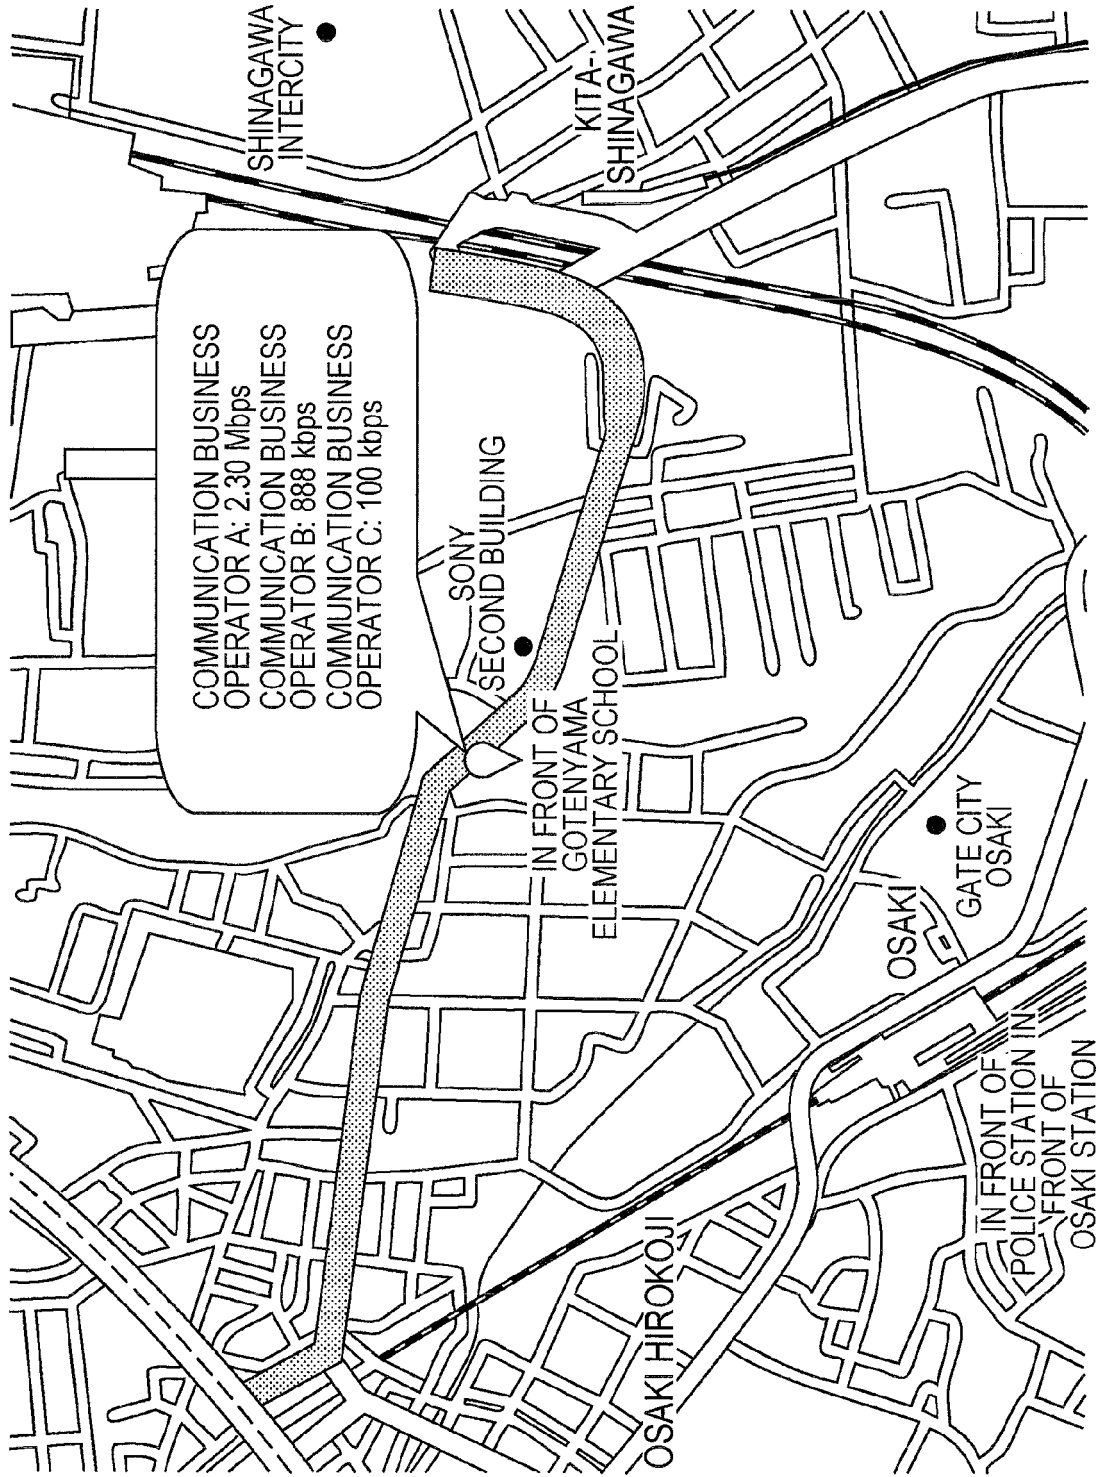 SHINAGAWA
INTERCITY
KITA-
SHINAGAWA
COMMUNICATION BUSINESS
OPERATOR A: 2.30 Mbps
COMMUNICATION BUSINESS
OPERATOR B: 888 kbps
COMMUNICATION BUSINESS
OPERATOR C: 100 kbps
SONY
SECOND BUILDING
IN FRONT OF
GOTENYAMA
ELEMENTARY SCHOOL
GATE CITY
OSAKI
OSAKI
IN FRONT OF
POLICE STATION IN
FRONT OF
OSAKI STATION
OSAKI HIROKOJI